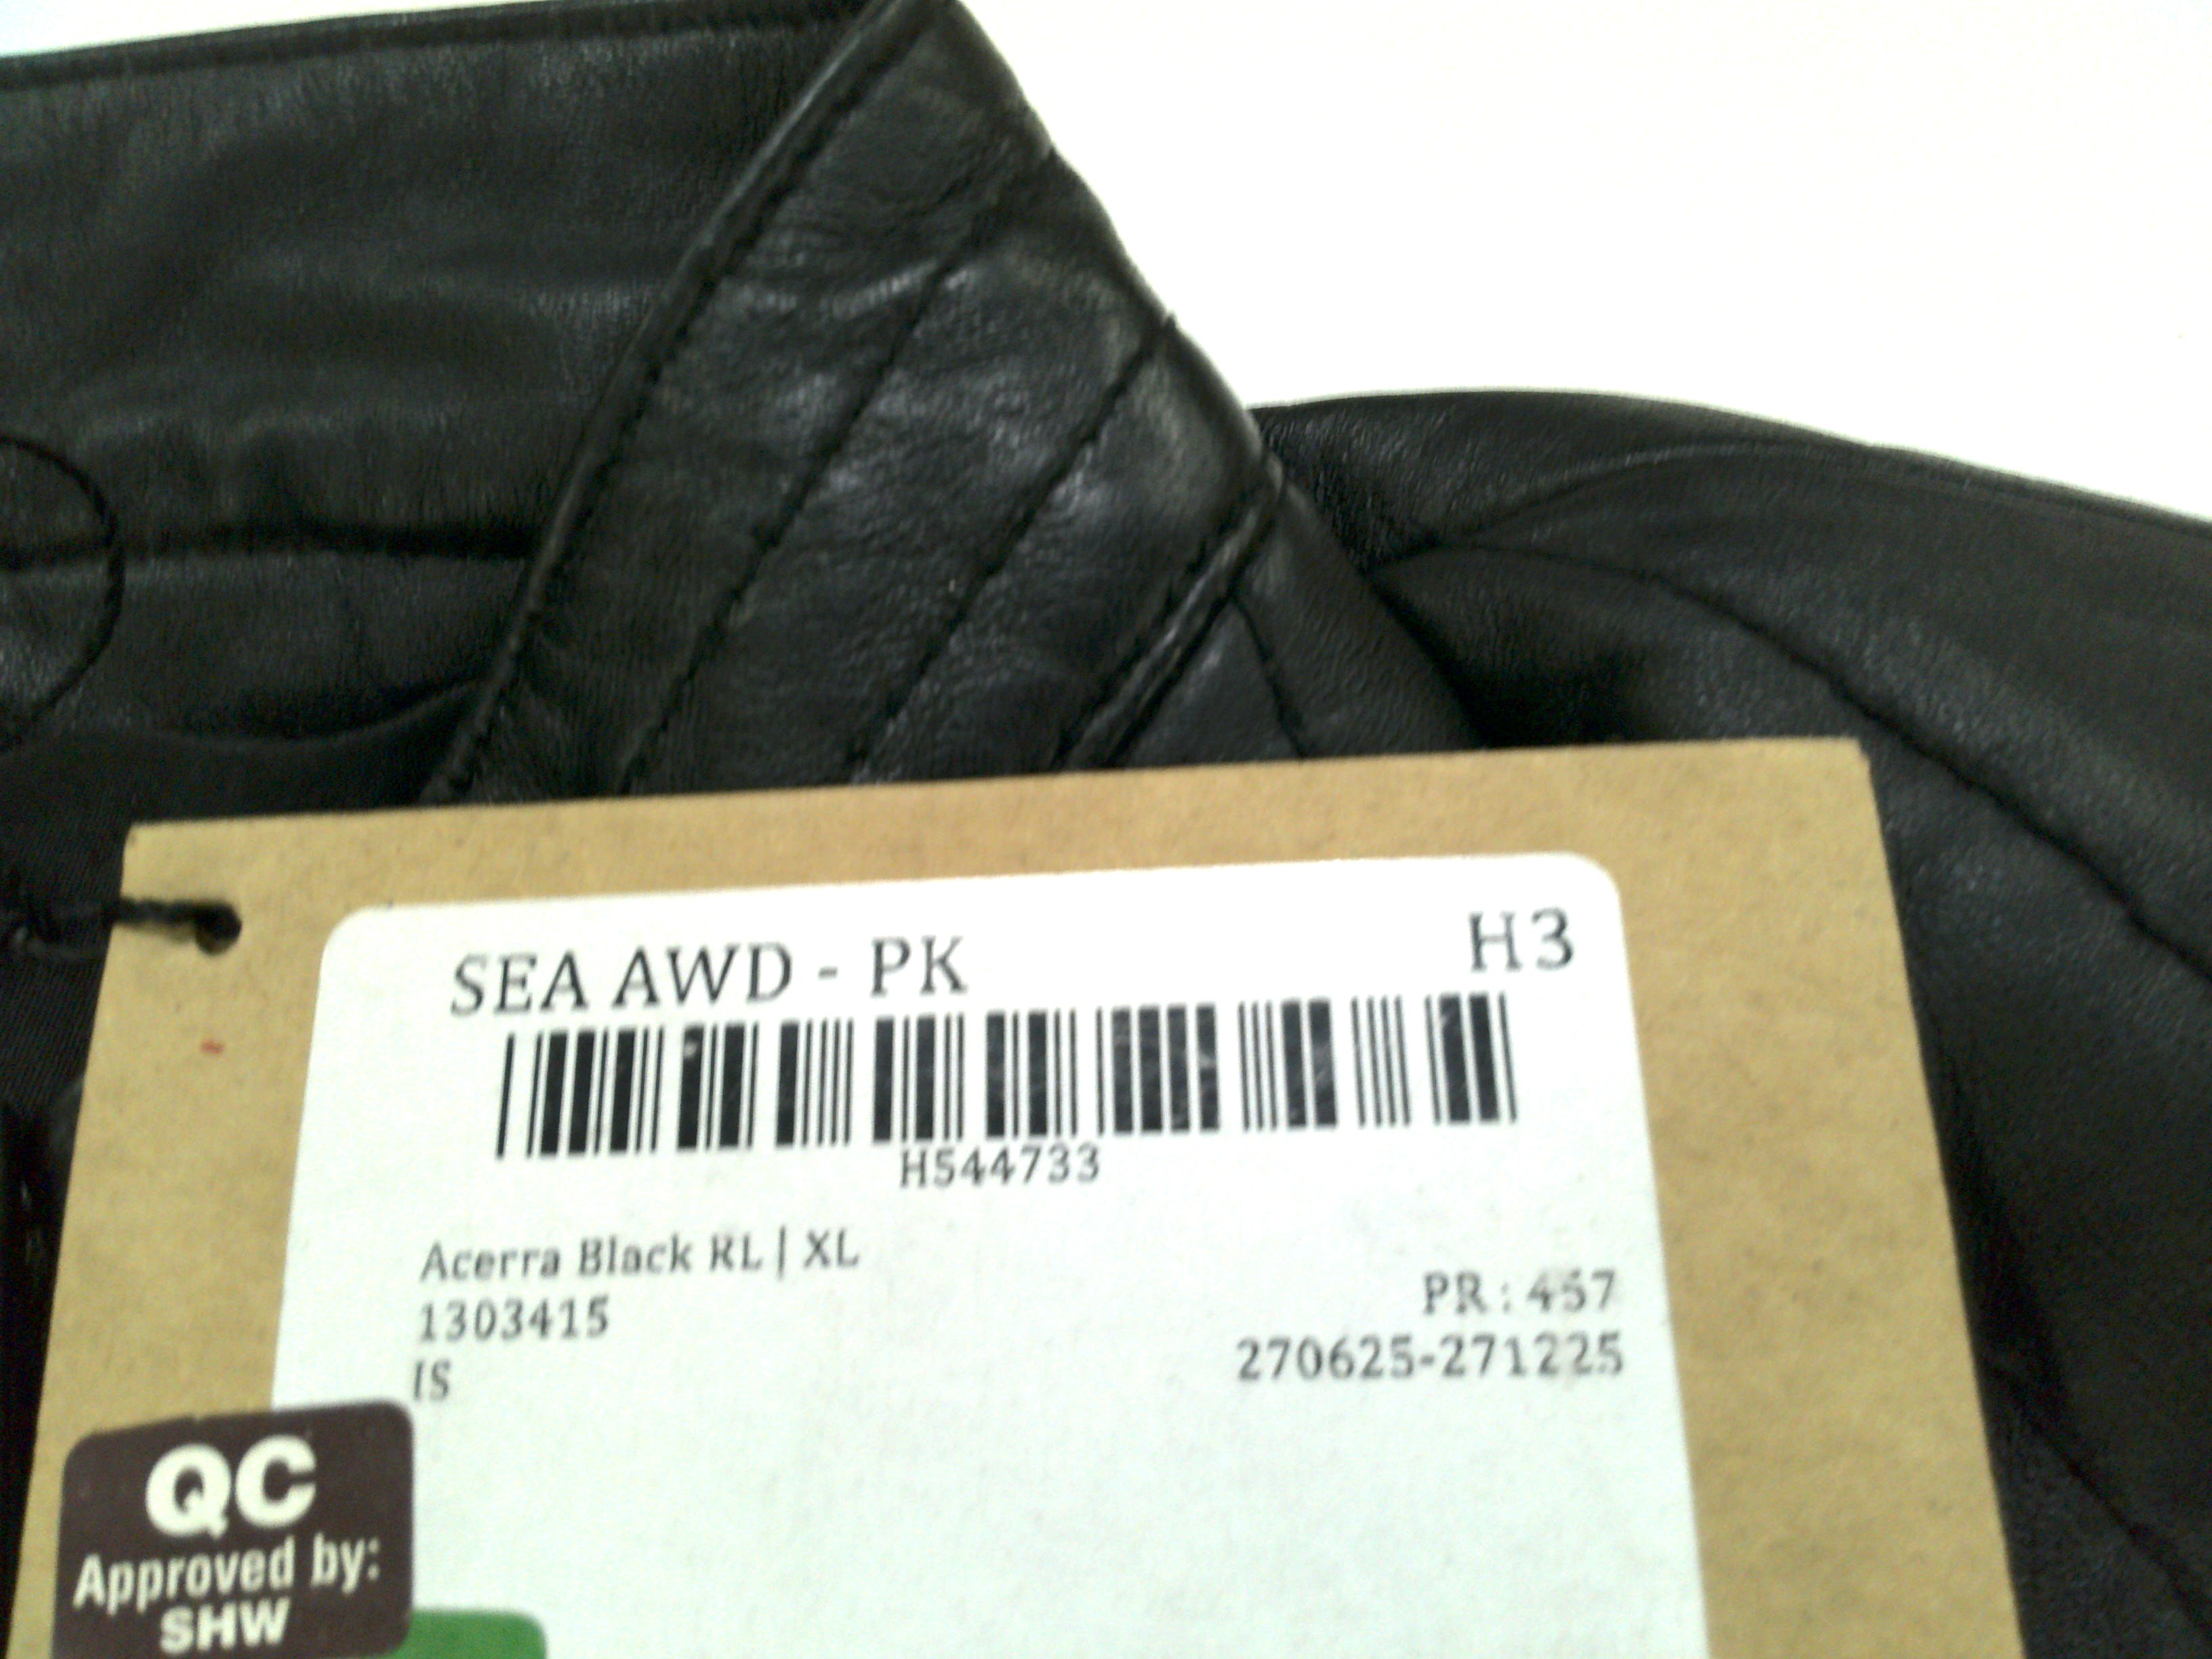 SEA AWD - PK
H3
H544733
Acerra Black RL | XL
1303415
PR : 457
IS
270625-271225
QC
Approved by:
SHW